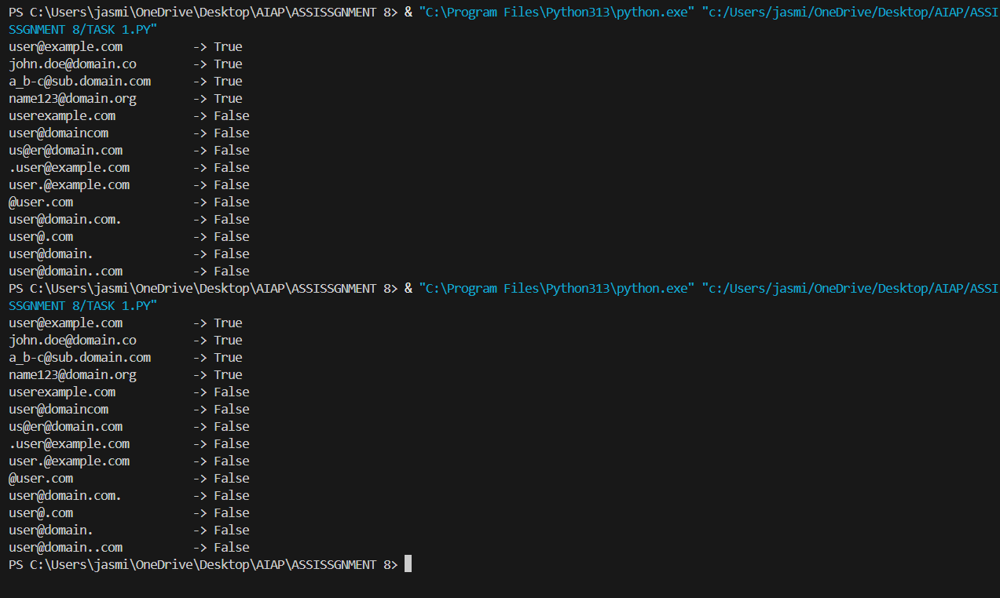 PS C:\Users\jasmi\OneDrive\Desktop\AIAP\ASSISSGNMENT 8> & "C:\Program Files\Python313\python.exe" "c:/Users/jasmi/OneDrive/Desktop/AIAP/ASSI
SSGNMENT 8/TASK 1.PY"
user@example.com          -> True
john.doe@domain.co        -> True
a_b-c@sub.domain.com      -> True
name123@domain.org        -> True
userexample.com           -> False
user@domaincom            -> False
us@er@domain.com          -> False
.user@example.com         -> False
user.@example.com         -> False
@user.com                 -> False
user@domain.com.          -> False
user@.com                 -> False
user@domain.              -> False
user@domain..com          -> False
PS C:\Users\jasmi\OneDrive\Desktop\AIAP\ASSISSGNMENT 8> & "C:\Program Files\Python313\python.exe" "c:/Users/jasmi/OneDrive/Desktop/AIAP/ASSI
SSGNMENT 8/TASK 1.PY"
user@example.com          -> True
john.doe@domain.co        -> True
a_b-c@sub.domain.com      -> True
name123@domain.org        -> True
userexample.com           -> False
user@domaincom            -> False
us@er@domain.com          -> False
.user@example.com         -> False
user.@example.com         -> False
@user.com                 -> False
user@domain.com.          -> False
user@.com                 -> False
user@domain.              -> False
user@domain..com          -> False
PS C:\Users\jasmi\OneDrive\Desktop\AIAP\ASSISSGNMENT 8>